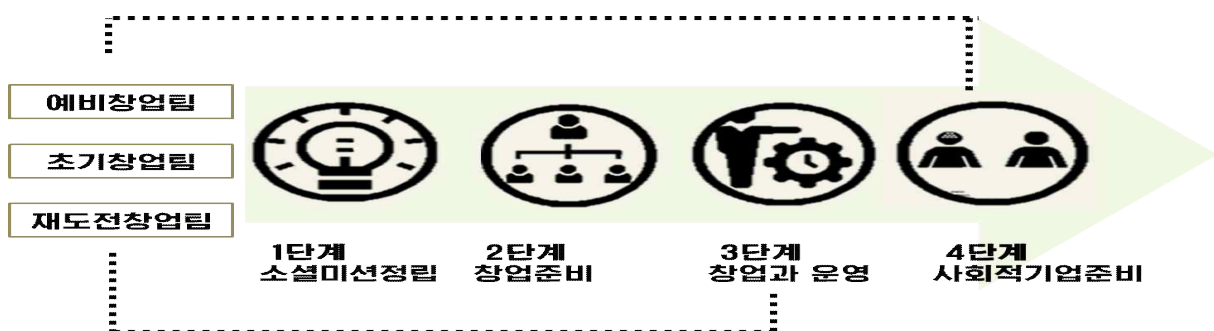 예비창업팀
초기창업팀
재도전창업팀
1단계
소셜미션정립
2단계
창업준비
3단계
창업과 운영
4단계
사회적기업준비